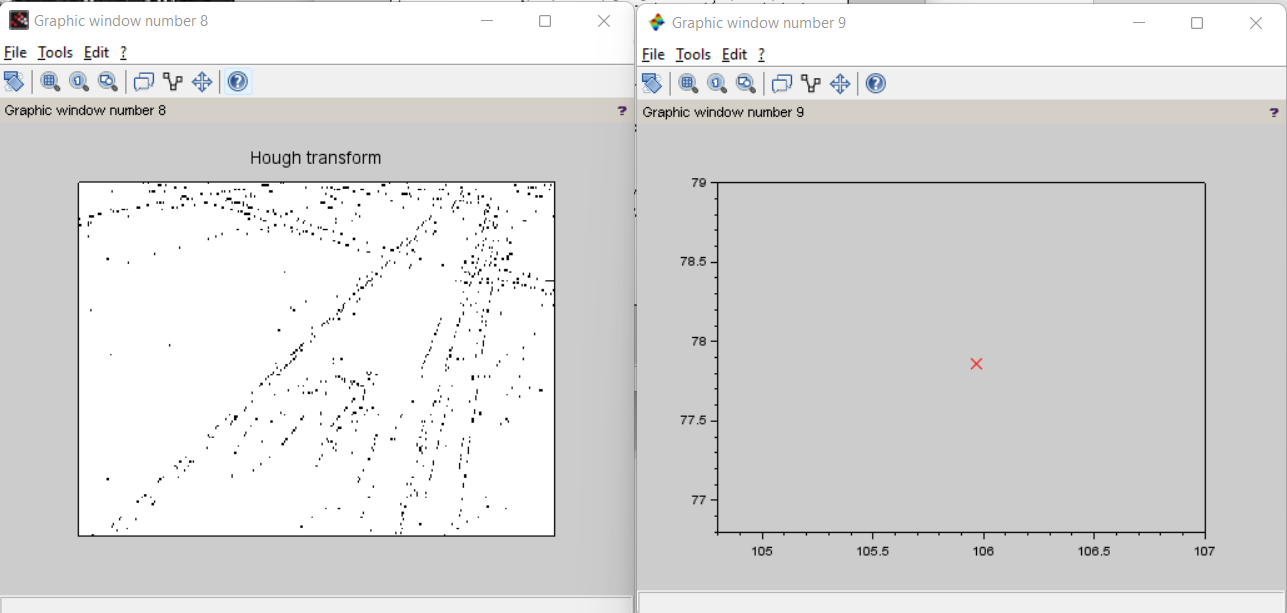 Graphic window number 8
File Tools Edit ?
Graphic window number 8 ?
Hough transform
Graphic window number 9
File Tools Edit ?
Graphic window number 9 ?
79
78.5
78
77.5
77
105 105.5 106 106.5 107